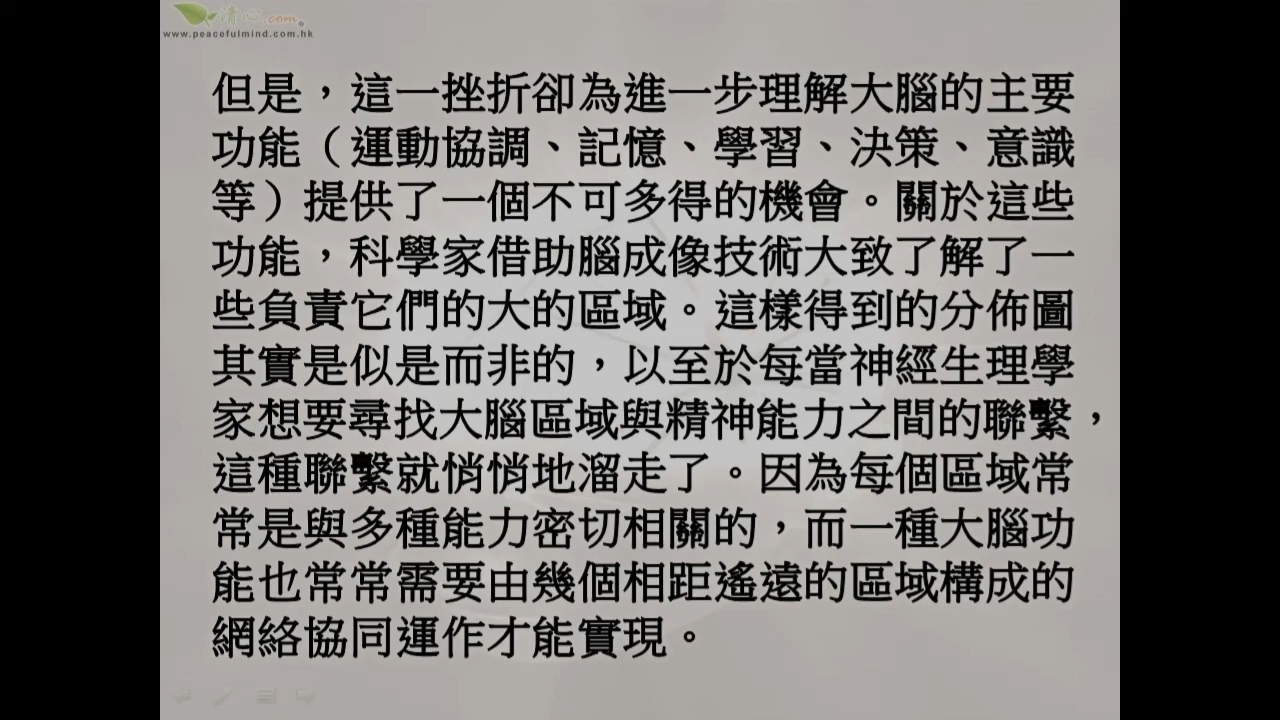 清心.com
www.peacefulmind.com.hk
但是，這一挫折卻為進一步理解大腦的主要
功能（運動協調、記憶、學習、決策、意識
等）提供了一個不可多得的機會。關於這些
功能，科學家借助腦成像技術大致了解了一
些負責它們的大的區域。這樣得到的分佈圖
其實是似是而非的，以至於每當神經生理學
家想要尋找大腦區域與精神能力之間的聯繫，
這種聯繫就悄悄地溜走了。因為每個區域常
常是與多種能力密切相關的，而一種大腦功
能也常常需要由幾個相距遙遠的區域構成的
網絡協同運作才能實現。